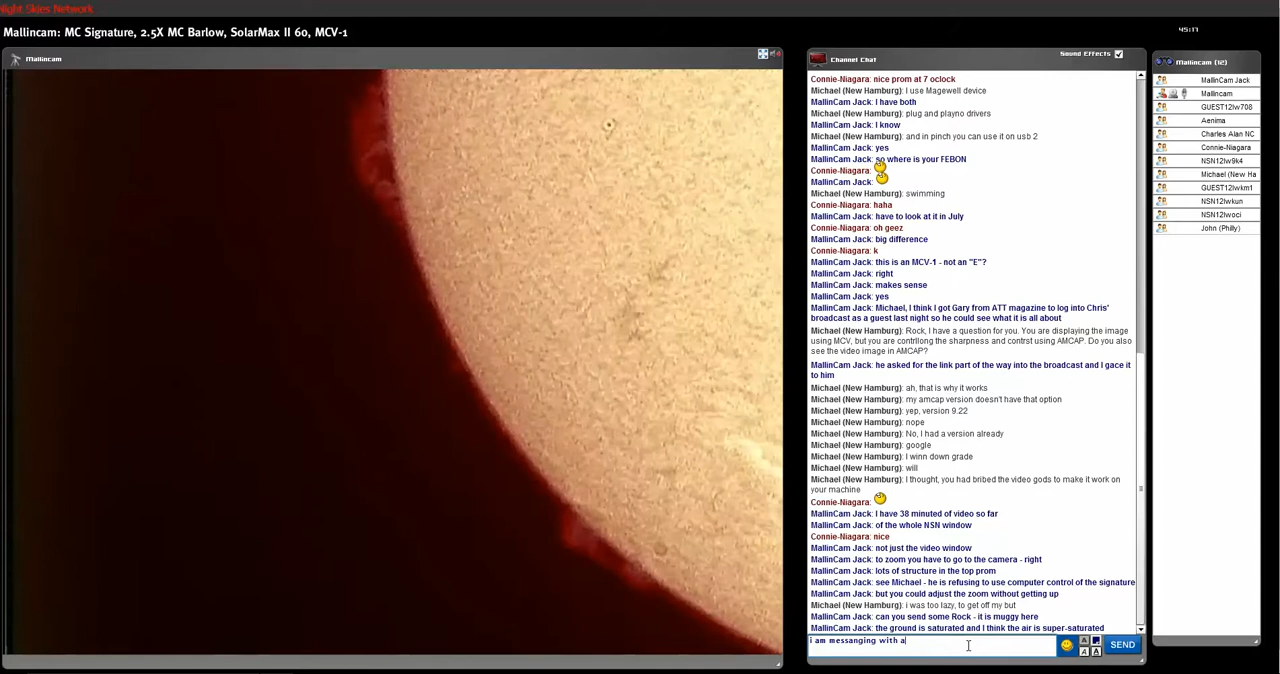 Night Skies Network
Mallincam: MC Signature, 2.5X MC Barlow, SolarMax II 60, MCV-1
45:17
Mallincam
Channel Chat
Sound Effects
Mallincam (12)
Connie-Niagara: nice prom at 7 oclock
Michael (New Hamburg): I use Magewell device
MallinCam Jack: I have both
Michael (New Hamburg): plug and playno drivers
MallinCam Jack: I know
Michael (New Hamburg): and in pinch you can use it on usb 2
MallinCam Jack: yes
MallinCam Jack: so where is your FEBON
Connie-Niagara:
MallinCam Jack:
Michael (New Hamburg): swimming
Connie-Niagara: haha
MallinCam Jack: have to look at it in July
Connie-Niagara: oh geez
MallinCam Jack: big difference
Connie-Niagara: k
MallinCam Jack: this is an MCV-1 - not an "E"?
MallinCam Jack: right
MallinCam Jack: makes sense
MallinCam Jack: yes
MallinCam Jack: Michael, I think I got Gary from ATT magazine to log into Chris'
broadcast as a guest last night so he could see what it is all about
Michael (New Hamburg): Rock, I have a question for you. You are displaying the image
using MCV, but you are contrllong the sharpness and contrst using AMCAP. Do you also
see the video image in AMCAP?
MallinCam Jack: he asked for the link part of the way into the broadcast and I gace it
to him
Michael (New Hamburg): ah, that is why it works
Michael (New Hamburg): my amcap version doesn't have that option
Michael (New Hamburg): yep, version 9.22
Michael (New Hamburg): nope
Michael (New Hamburg): No, I had a version already
Michael (New Hamburg): google
Michael (New Hamburg): I winn down grade
Michael (New Hamburg): will
Michael (New Hamburg): I thought, you had bribed the video gods to make it work on
your machine
Connie-Niagara:
MallinCam Jack: I have 38 minuted of video so far
MallinCam Jack: of the whole NSN window
Connie-Niagara: nice
MallinCam Jack: not just the video window
MallinCam Jack: to zoom you have to go to the camera - right
MallinCam Jack: lots of structure in the top prom
MallinCam Jack: see Michael - he is refusing to use computer control of the signature
MallinCam Jack: but you could adjust the zoom without getting up
Michael (New Hamburg): i was too lazy, to get off my but
MallinCam Jack: can you send some Rock - it is muggy here
MallinCam Jack: the ground is saturated and I think the air is super-saturated
i am messanging with a
A
A A
SEND
MallinCam Jack
Mallincam
GUEST12lw708
Aenima
Charles Alan NC
Connie-Niagara
NSN12lw9k4
Michael (New Ha
GUEST12lwkm1
NSN12lwkun
NSN12lwoci
John (Philly)